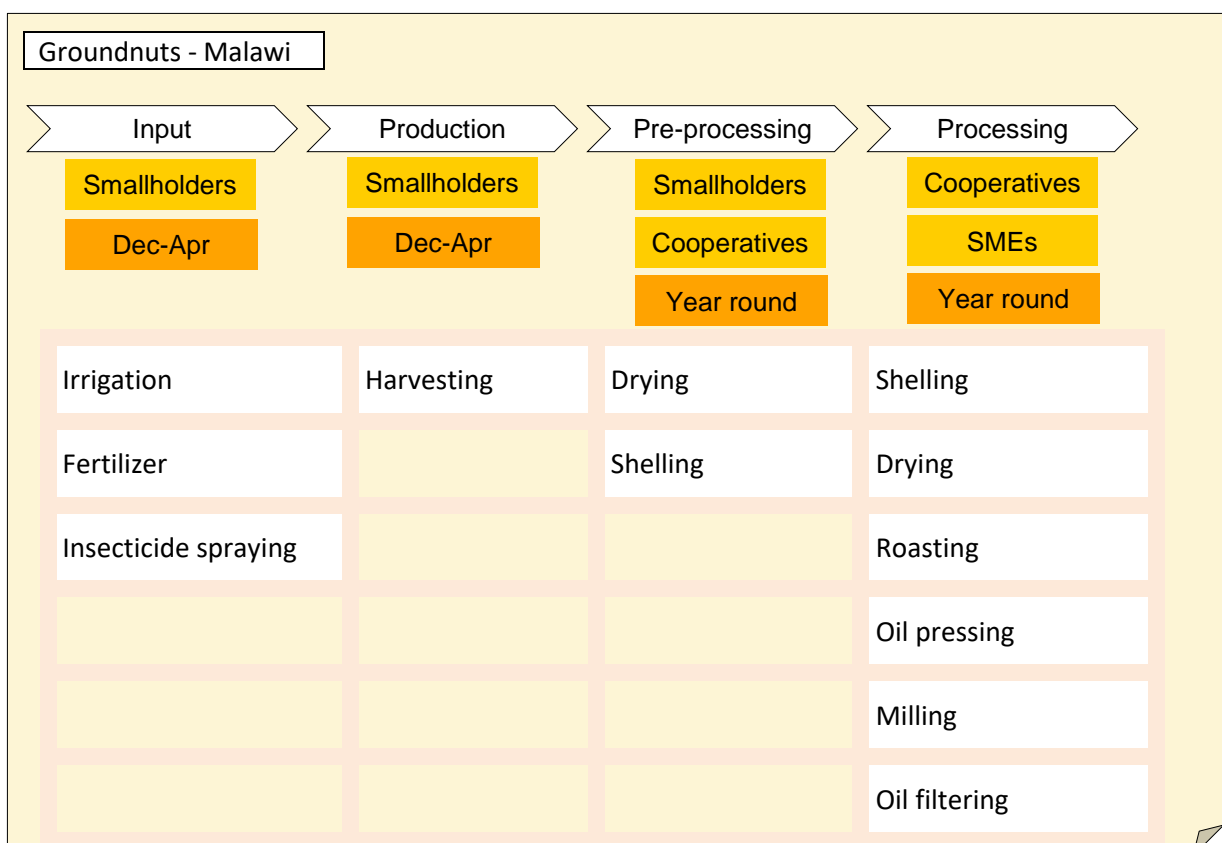 Groundnuts - Malawi
Input Production Pre-processing Processing
Smallholders Smallholders Smallholders Cooperatives
Dec-Apr Dec-Apr Cooperatives SMEs
Year round Year round
Irrigation Harvesting Drying Shelling
Fertilizer Shelling Drying
Insecticide spraying Roasting
Oil pressing
Milling
Oil filtering